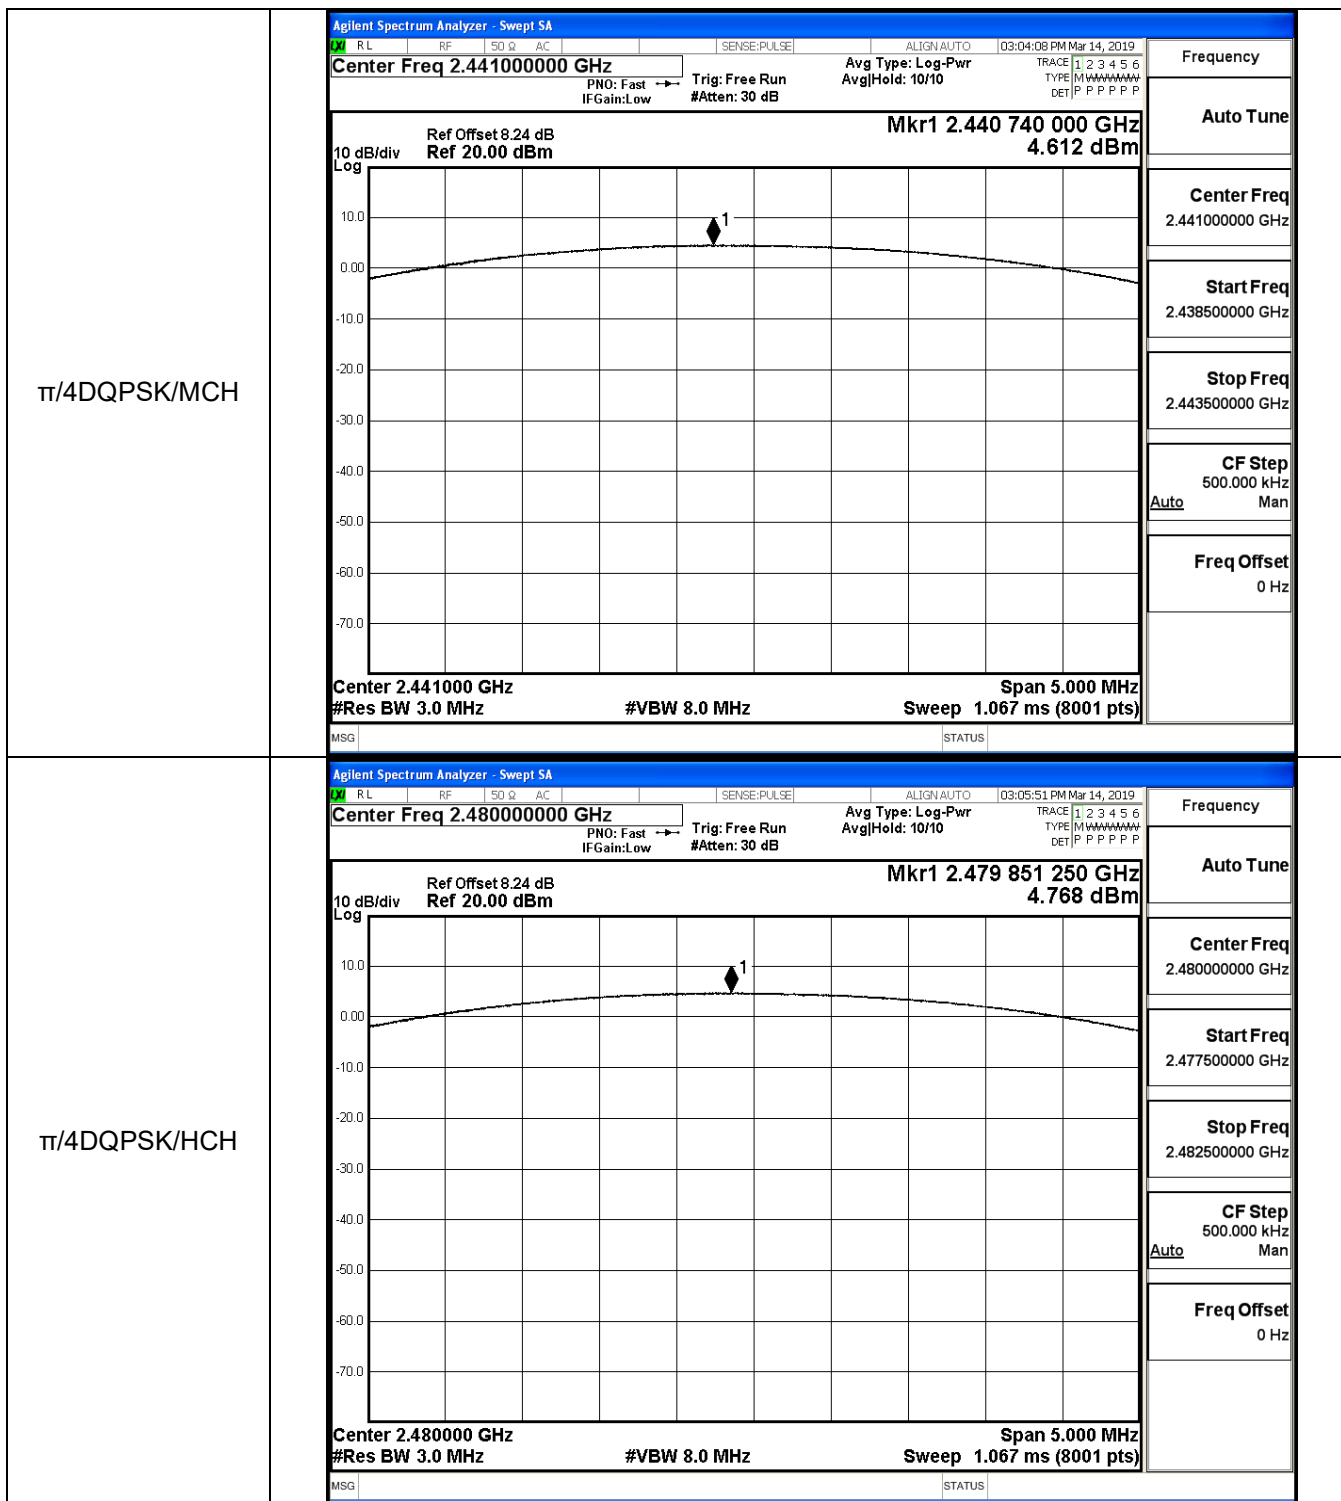 π/4DQPSK/MCH
Agilent Spectrum Analyzer - Swept SA
LXI RL RF 50 Ω AC SENSE:PULSE ALIGN AUTO 03:04:08 PM Mar 14, 2019
Center Freq 2.441000000 GHz
PNO: Fast
IFGain:Low
Trig: Free Run
#Atten: 30 dB
Avg Type: Log-Pwr
Avg|Hold: 10/10
TRACE 1 2 3 4 5 6
TYPE M WWWWW
DET P P P P P P
Mkr1 2.440 740 000 GHz
4.612 dBm
Ref Offset 8.24 dB
10 dB/div Ref 20.00 dBm
Log
1
10.0
0.00
-10.0
-20.0
-30.0
-40.0
-50.0
-60.0
-70.0
Center 2.441000 GHz Span 5.000 MHz
#Res BW 3.0 MHz #VBW 8.0 MHz Sweep 1.067 ms (8001 pts)
MSG STATUS
Frequency
Auto Tune
Center Freq
2.441000000 GHz
Start Freq
2.438500000 GHz
Stop Freq
2.443500000 GHz
CF Step
500.000 kHz
Auto Man
Freq Offset
0 Hz
π/4DQPSK/HCH
Agilent Spectrum Analyzer - Swept SA
LXI RL RF 50 Ω AC SENSE:PULSE ALIGN AUTO 03:05:51 PM Mar 14, 2019
Center Freq 2.480000000 GHz
PNO: Fast
IFGain:Low
Trig: Free Run
#Atten: 30 dB
Avg Type: Log-Pwr
Avg|Hold: 10/10
TRACE 1 2 3 4 5 6
TYPE M WWWWW
DET P P P P P P
Mkr1 2.479 851 250 GHz
4.768 dBm
Ref Offset 8.24 dB
10 dB/div Ref 20.00 dBm
Log
1
10.0
0.00
-10.0
-20.0
-30.0
-40.0
-50.0
-60.0
-70.0
Center 2.480000 GHz Span 5.000 MHz
#Res BW 3.0 MHz #VBW 8.0 MHz Sweep 1.067 ms (8001 pts)
MSG STATUS
Frequency
Auto Tune
Center Freq
2.480000000 GHz
Start Freq
2.477500000 GHz
Stop Freq
2.482500000 GHz
CF Step
500.000 kHz
Auto Man
Freq Offset
0 Hz